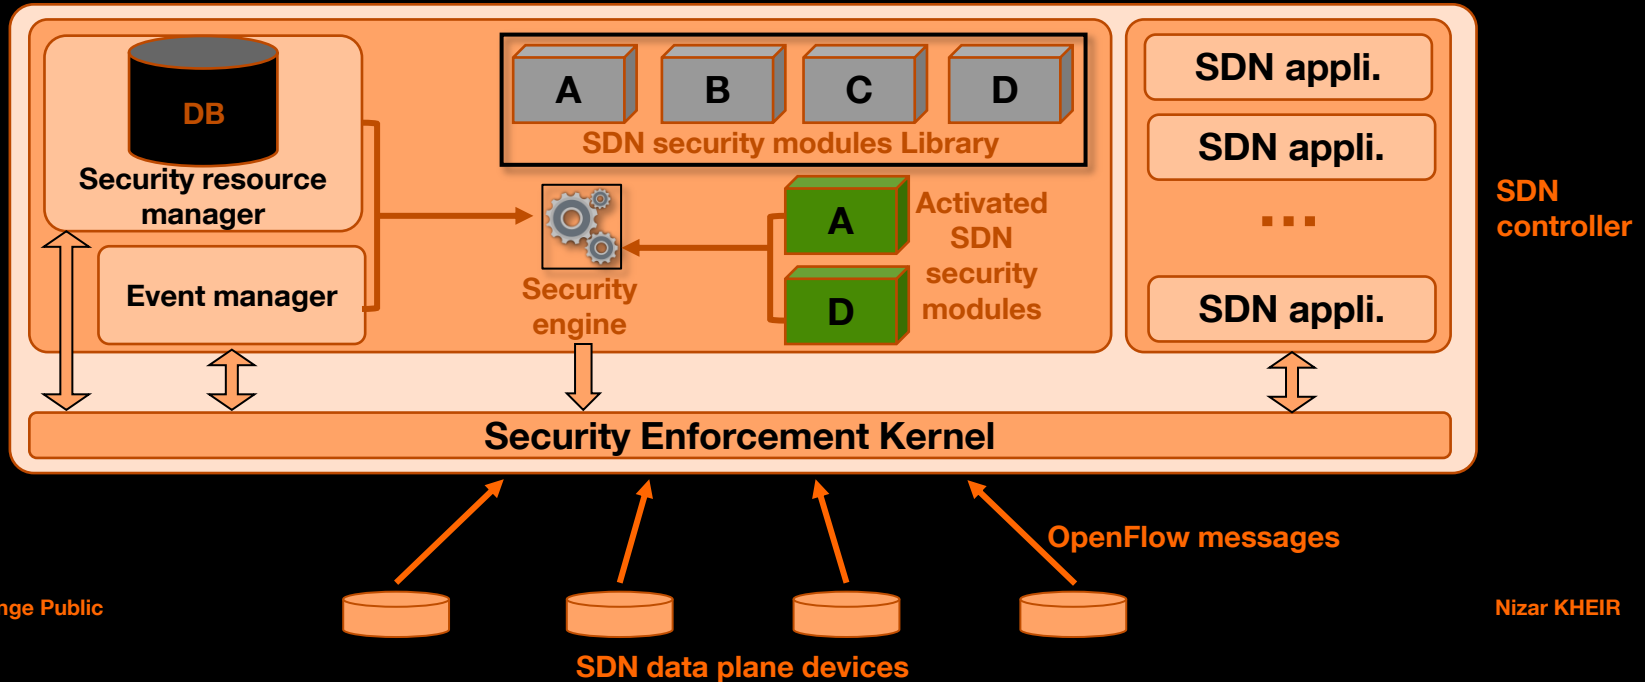 DB
Security resource
manager
Event manager
A
B
C
D
SDN security modules Library
Security
engine
A
D
Activated
SDN
security
modules
SDN appli.
SDN appli.
...
SDN appli.
SDN
controller
Security Enforcement Kernel
OpenFlow messages
nge Public
Nizar KHEIR
SDN data plane devices